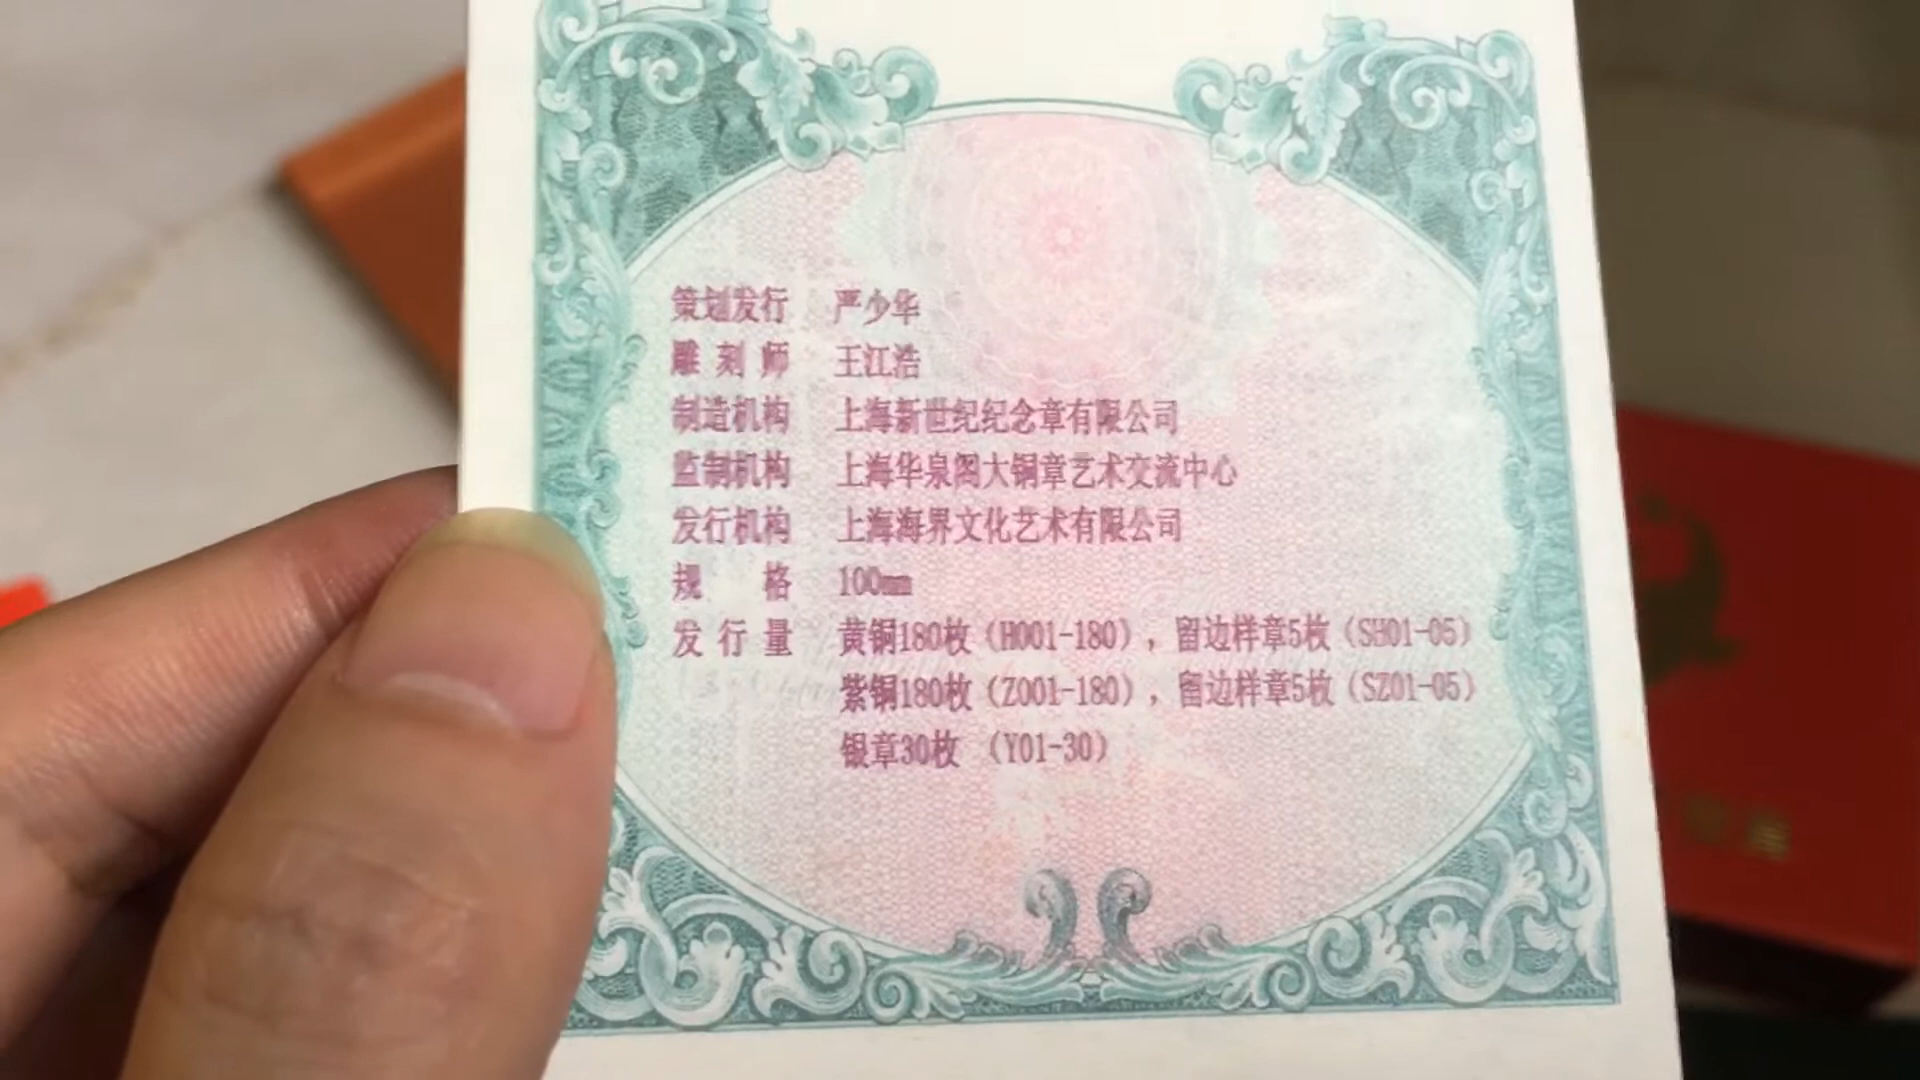 策划发行 严少华
雕刻师 王江浩
制造机构 上海新世纪纪念章有限公司
监制机构 上海华泉阁大铜章艺术交流中心
发行机构 上海海界文化艺术有限公司
规格 100mm
发行量 黄铜180枚（H001-180），留边样章5枚（SH01-05）
紫铜180枚（Z001-180），留边样章5枚（SZ01-05）
银章30枚 （Y01-30）